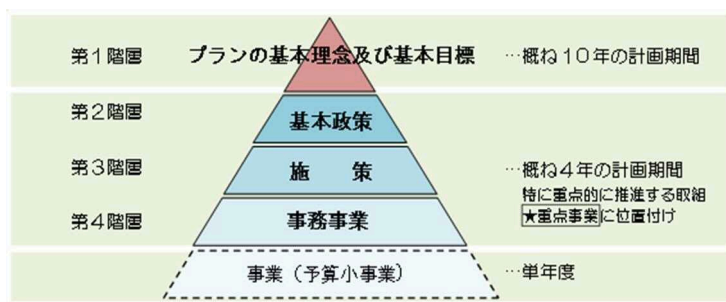 第１階層 プランの基本理念及び基本目標 …概ね１０年の計画期間
第２階層 基本政策
第３階層 施　策 …概ね４年の計画期間
特に重点的に推進する取組
第４階層 事務事業 ★重点事業に位置付け
事業（予算小事業） …単年度